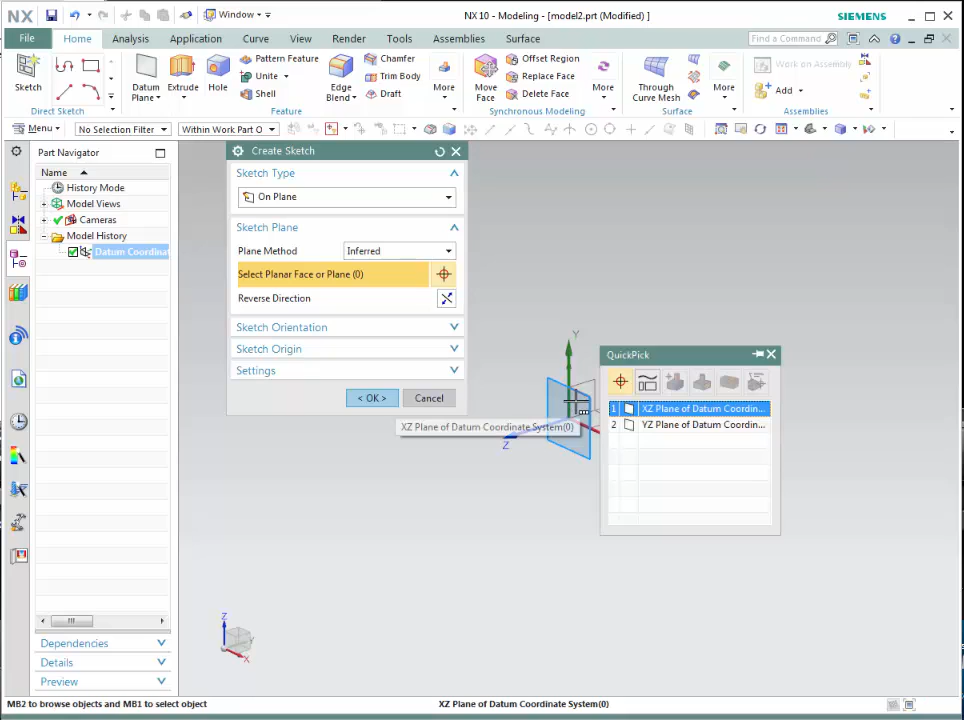 NX
Window
NX 10 - Modeling - [model2.prt (Modified) ]
SIEMENS
File
Home
Analysis
Application
Curve
View
Render
Tools
Assemblies
Surface
Find a Command
Sketch
Datum Plane
Extrude
Hole
Pattern Feature
Unite
Shell
Edge Blend
Chamfer
Trim Body
Draft
More
Move Face
Offset Region
Replace Face
Delete Face
More
Through Curve Mesh
More
Work on Assembly
Add
Direct Sketch
Feature
Synchronous Modeling
Surface
Assemblies
Menu
No Selection Filter
Within Work Part O
Part Navigator
Name
History Mode
Model Views
Cameras
Model History
Datum Coordinat
Dependencies
Details
Preview
Create Sketch
Sketch Type
On Plane
Sketch Plane
Plane Method
Inferred
Select Planar Face or Plane (0)
Reverse Direction
Sketch Orientation
Sketch Origin
Settings
< OK >
Cancel
XZ Plane of Datum Coordinate System(0)
Y
Z
QuickPick
1 XZ Plane of Datum Coordin...
2 YZ Plane of Datum Coordin...
Z
Y
X
MB2 to browse objects and MB1 to select object
XZ Plane of Datum Coordinate System(0)